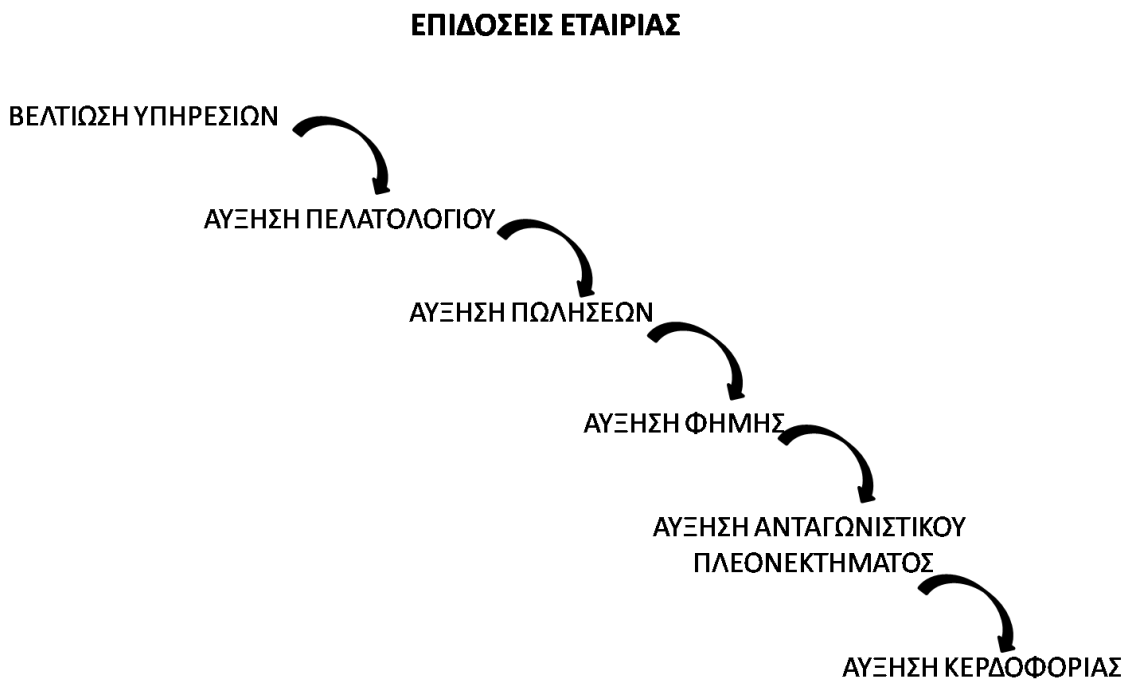 ΕΠΙΔΟΣΕΙΣ ΕΤΑΙΡΙΑΣ
ΒΕΛΤΙΩΣΗ ΥΠΗΡΕΣΙΩΝ
ΑΥΞΗΣΗ ΠΕΛΑΤΟΛΟΓΙΟΥ
ΑΥΞΗΣΗ ΠΩΛΗΣΕΩΝ
ΑΥΞΗΣΗ ΦΗΜΗΣ
ΑΥΞΗΣΗ ΑΝΤΑΓΩΝΙΣΤΙΚΟΥ
ΠΛΕΟΝΕΚΤΗΜΑΤΟΣ
ΑΥΞΗΣΗ ΚΕΡΔΟΦΟΡΙΑΣ